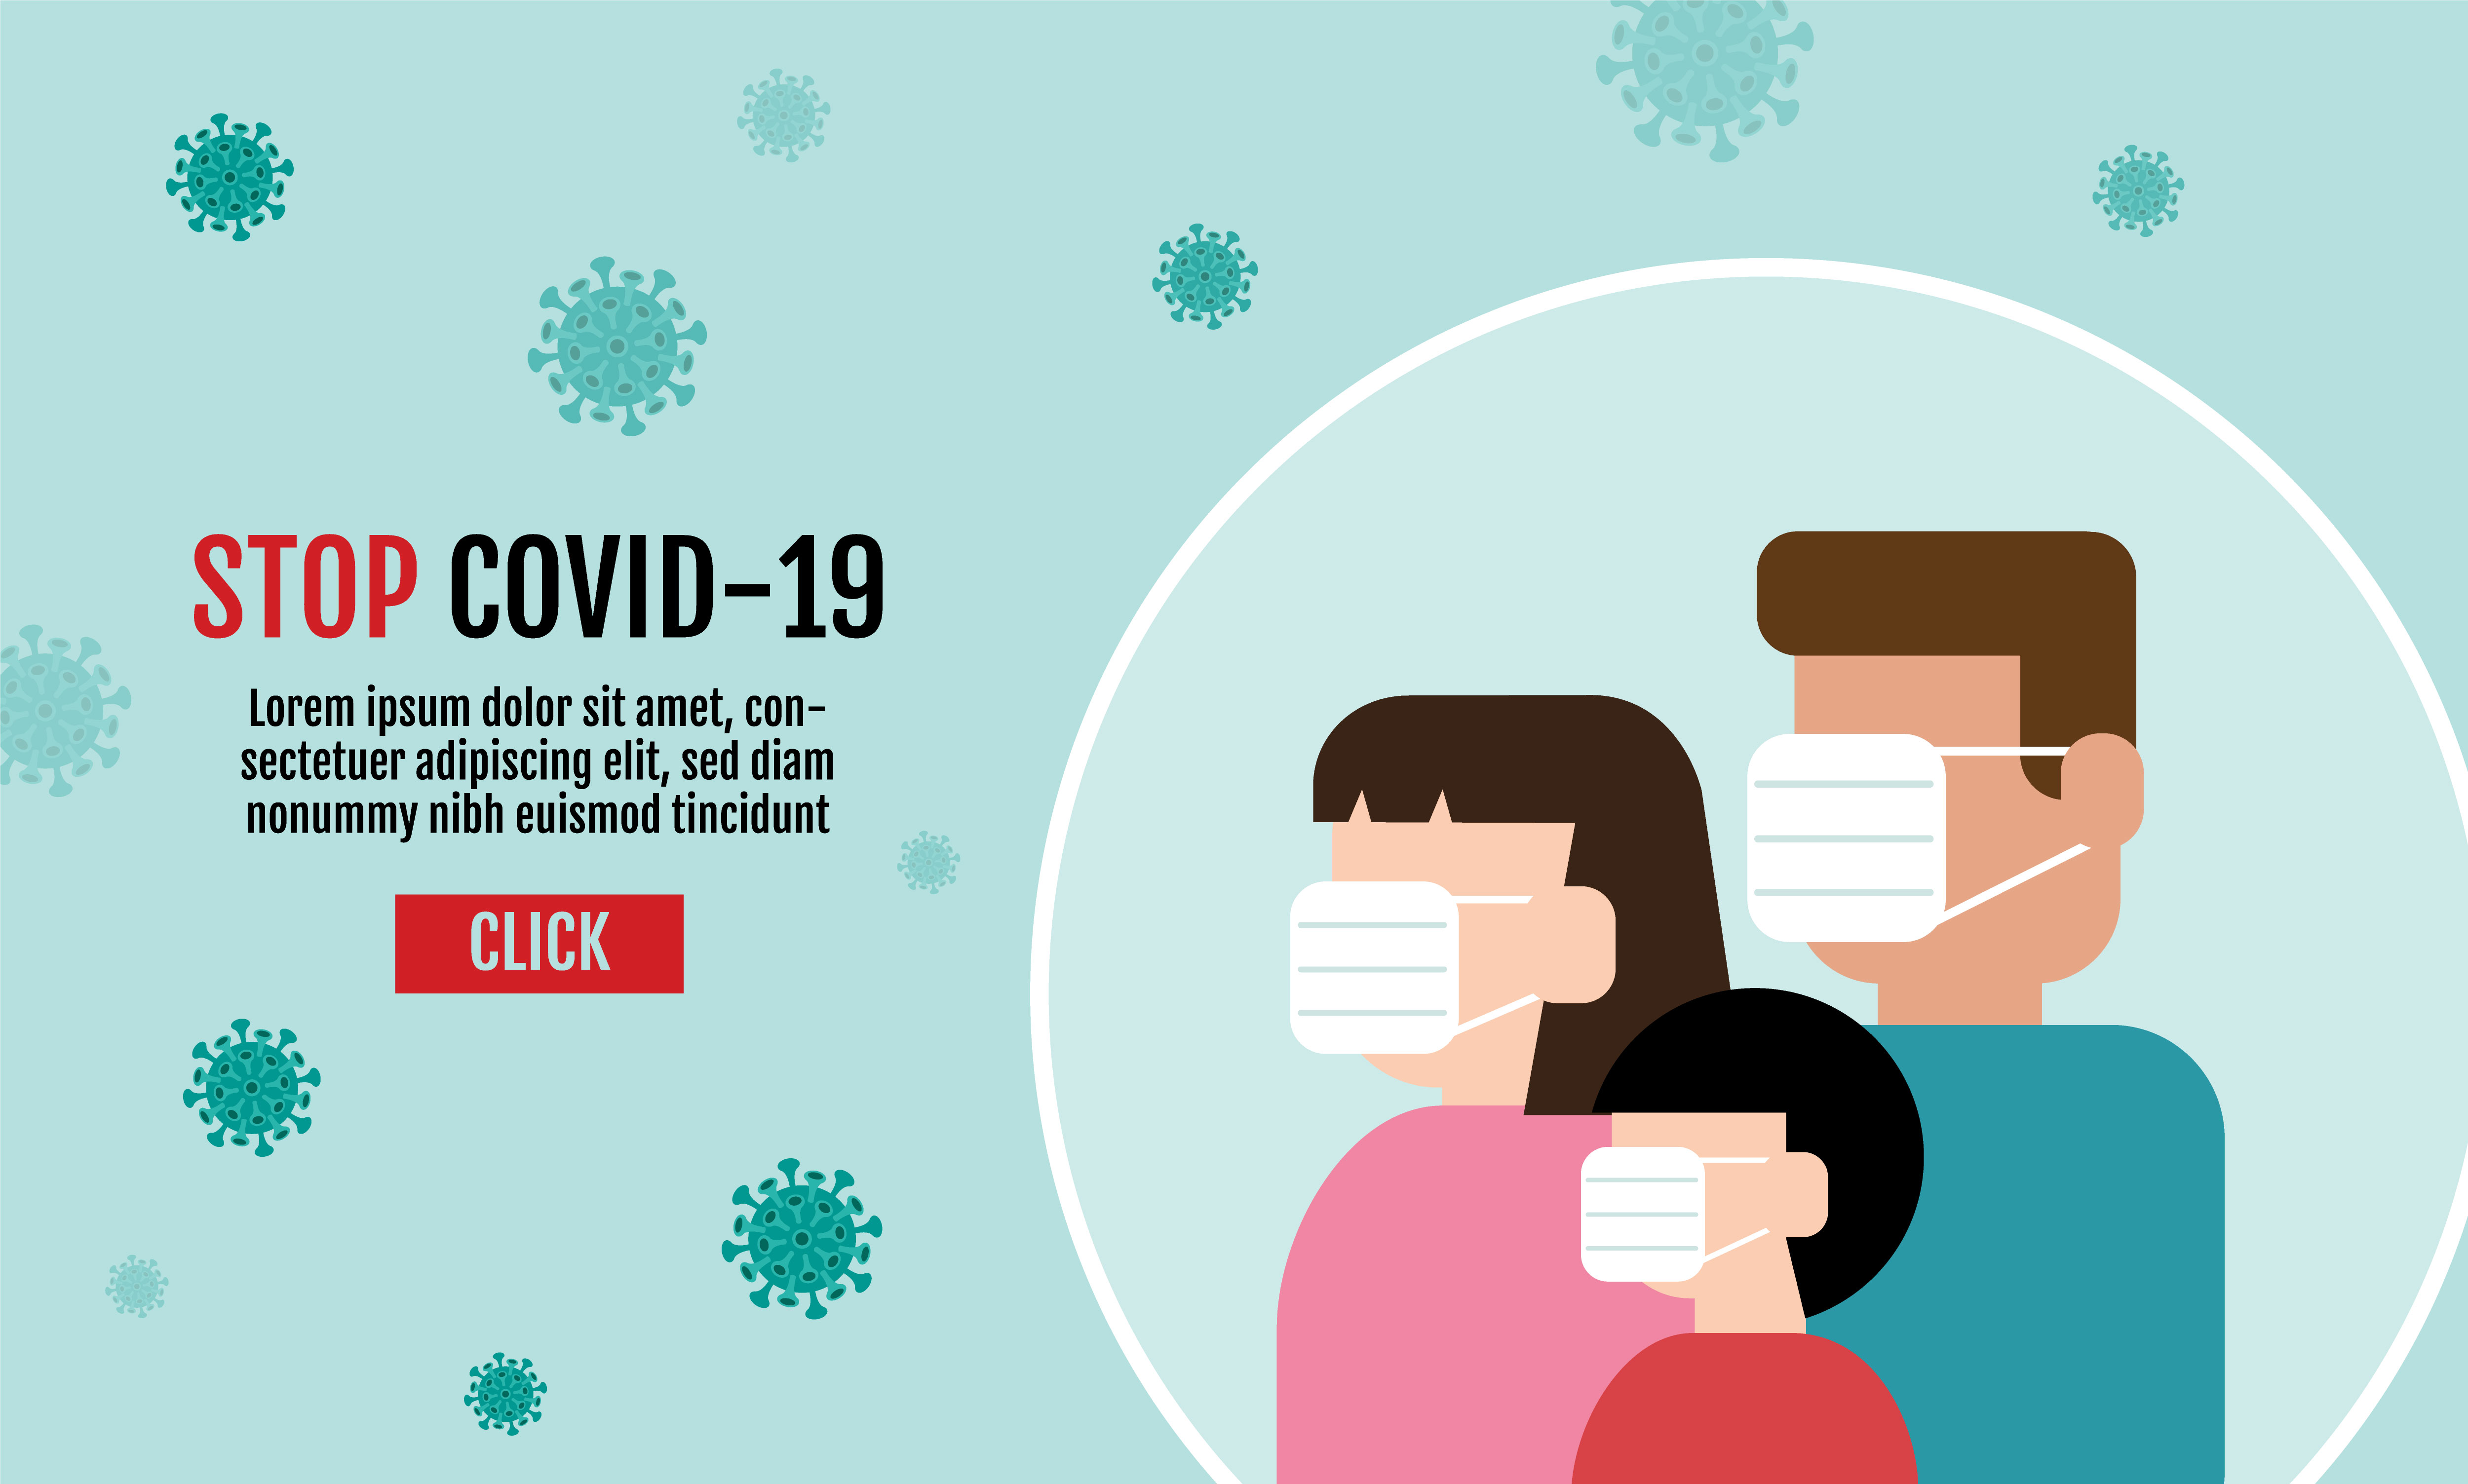 STOP COVID-19
Lorem ipsum dolor sit amet, con-
sectetuer adipiscing elit, sed diam
nonummy nibh euismod tincidunt
CLICK